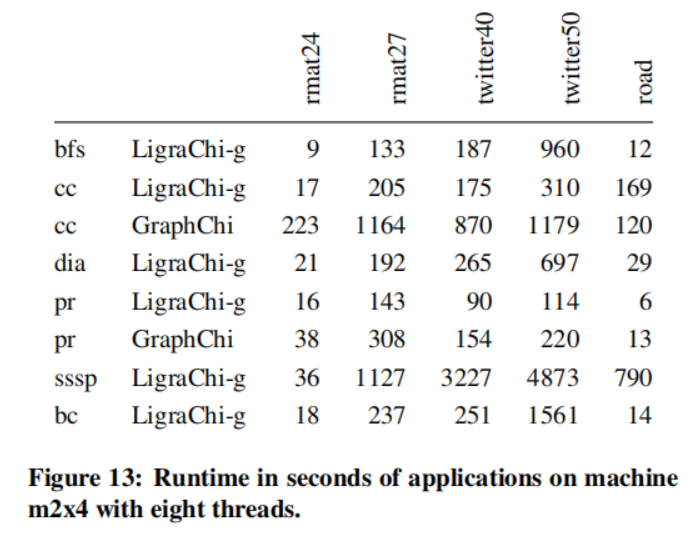 rmat24 rmat27 twitter40 twitter50 road
bfs LigraChi-g 9 133 187 960 12
cc LigraChi-g 17 205 175 310 169
cc GraphChi 223 1164 870 1179 120
dia LigraChi-g 21 192 265 697 29
pr LigraChi-g 16 143 90 114 6
pr GraphChi 38 308 154 220 13
sssp LigraChi-g 36 1127 3227 4873 790
bc LigraChi-g 18 237 251 1561 14
Figure 13: Runtime in seconds of applications on machine
m2x4 with eight threads.